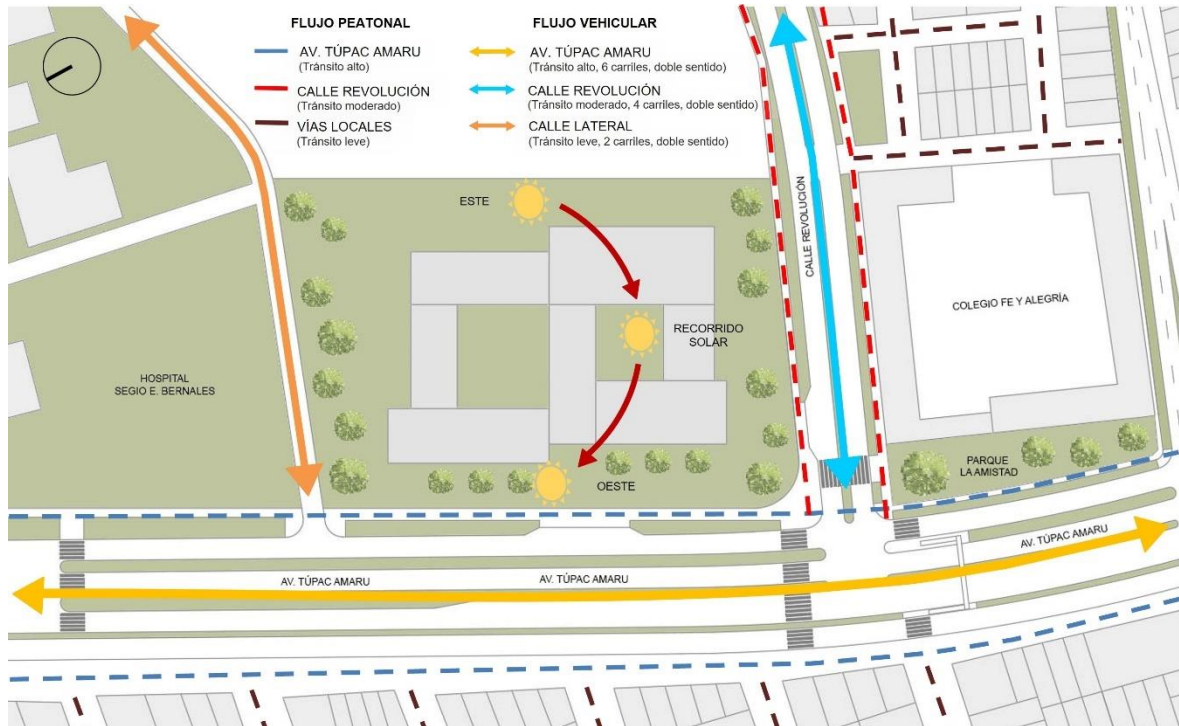 FLUJO PEATONAL
AV. TÚPAC AMARU
(Tránsito alto)
CALLE REVOLUCIÓN
(Tránsito moderado)
VÍAS LOCALES
(Tránsito leve)
FLUJO VEHICULAR
AV. TÚPAC AMARU
(Tránsito alto, 6 carriles, doble sentido)
CALLE REVOLUCIÓN
(Tránsito moderado, 4 carriles, doble sentido)
CALLE LATERAL
(Tránsito leve, 2 carriles, doble sentido)
ESTE
CALLE REVOLUCIÓN
RECORRIDO
SOLAR
COLEGIO FE Y ALEGRÍA
HOSPITAL
SEGIO E. BERNALES
OESTE
PARQUE
LA AMISTAD
AV. TÚPAC AMARU
AV. TÚPAC AMARU
AV. TÚPAC AMARU